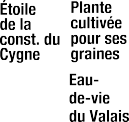 Étoile
de la
const. du
Cygne
Plante
cultivée
pour ses
graines
Eau-
de-vie
du Valais